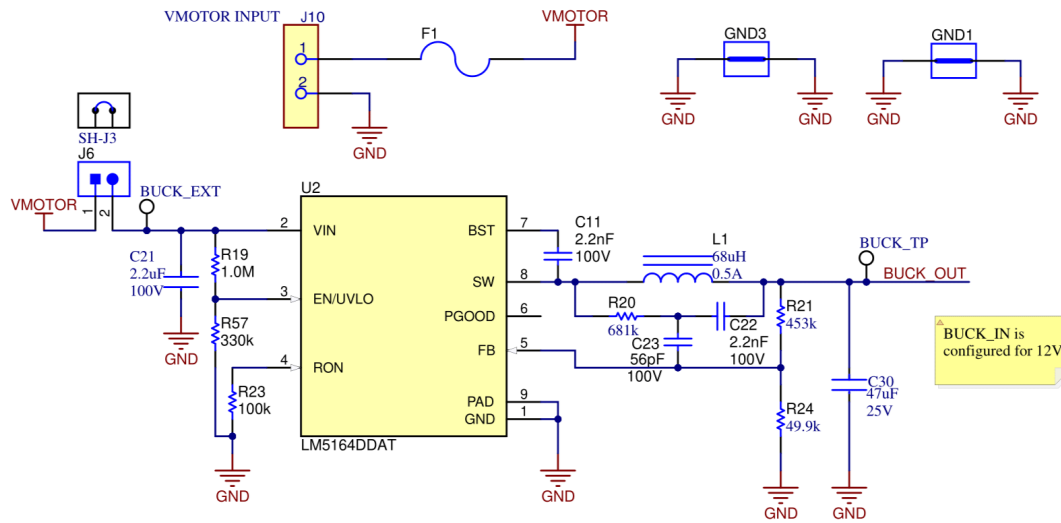 VMOTOR INPUT
J10
1
2
F1
VMOTOR
GND
GND3
GND
GND
GND1
GND
GND
SH-J3
J6
1
2
VMOTOR
BUCK_EXT
C21
2.2uF
100V
GND
R19
1.0M
R57
330k
R23
100k
GND
U2
2
VIN
3
EN/UVLO
4
RON
BST
7
SW
8
PGOOD
6
FB
5
PAD
9
GND
1
LM5164DDAT
GND
C11
2.2nF
100V
L1
68uH
0.5A
R20
681k
C23
56pF
100V
C22
2.2nF
100V
R21
453k
R24
49.9k
GND
BUCK_TP
BUCK_OUT
C30
47uF
25V
GND
BUCK_IN is
configured for 12V